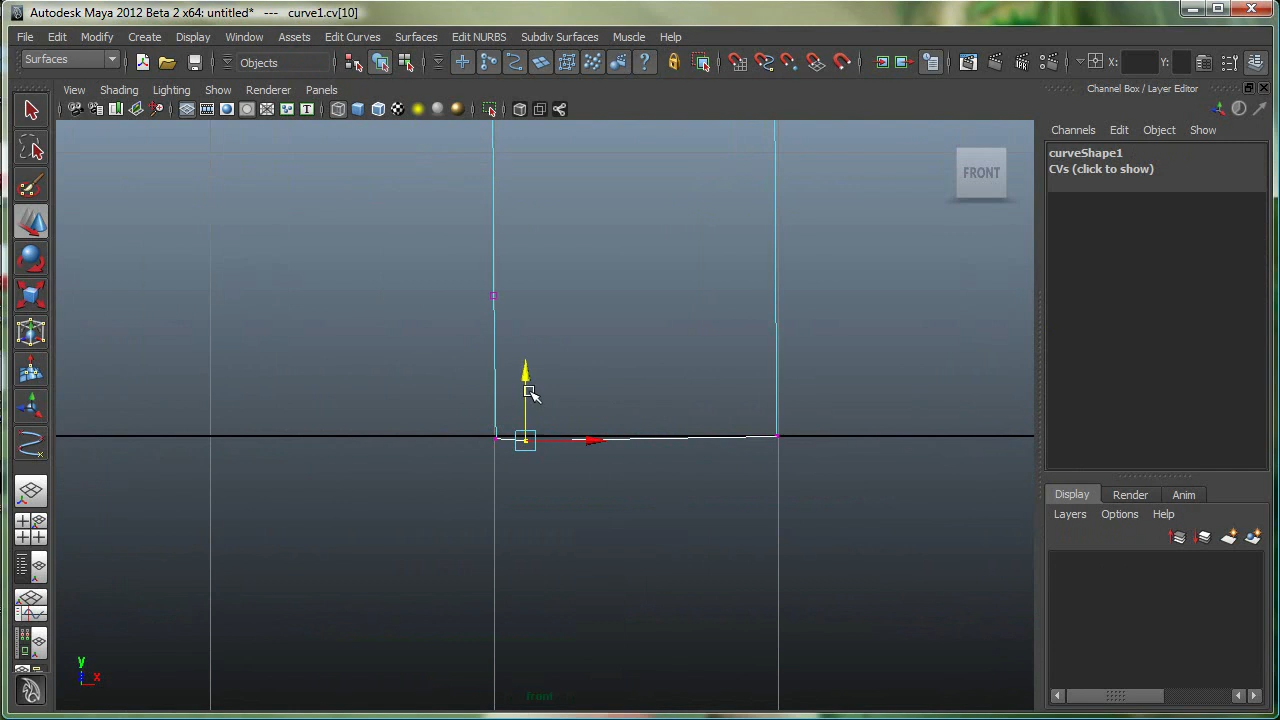 Autodesk Maya 2012 Beta 2 x64: untitled* --- curve1.cv[10]
File Edit Modify Create Display Window Assets Edit Curves Surfaces Edit NURBS Subdiv Surfaces Muscle Help
Surfaces Objects X: Y:
View Shading Lighting Show Renderer Panels
Channel Box / Layer Editor
Channels Edit Object Show
curveShape1
CVs (click to show)
FRONT
Display Render Anim
Layers Options Help
y
x
front